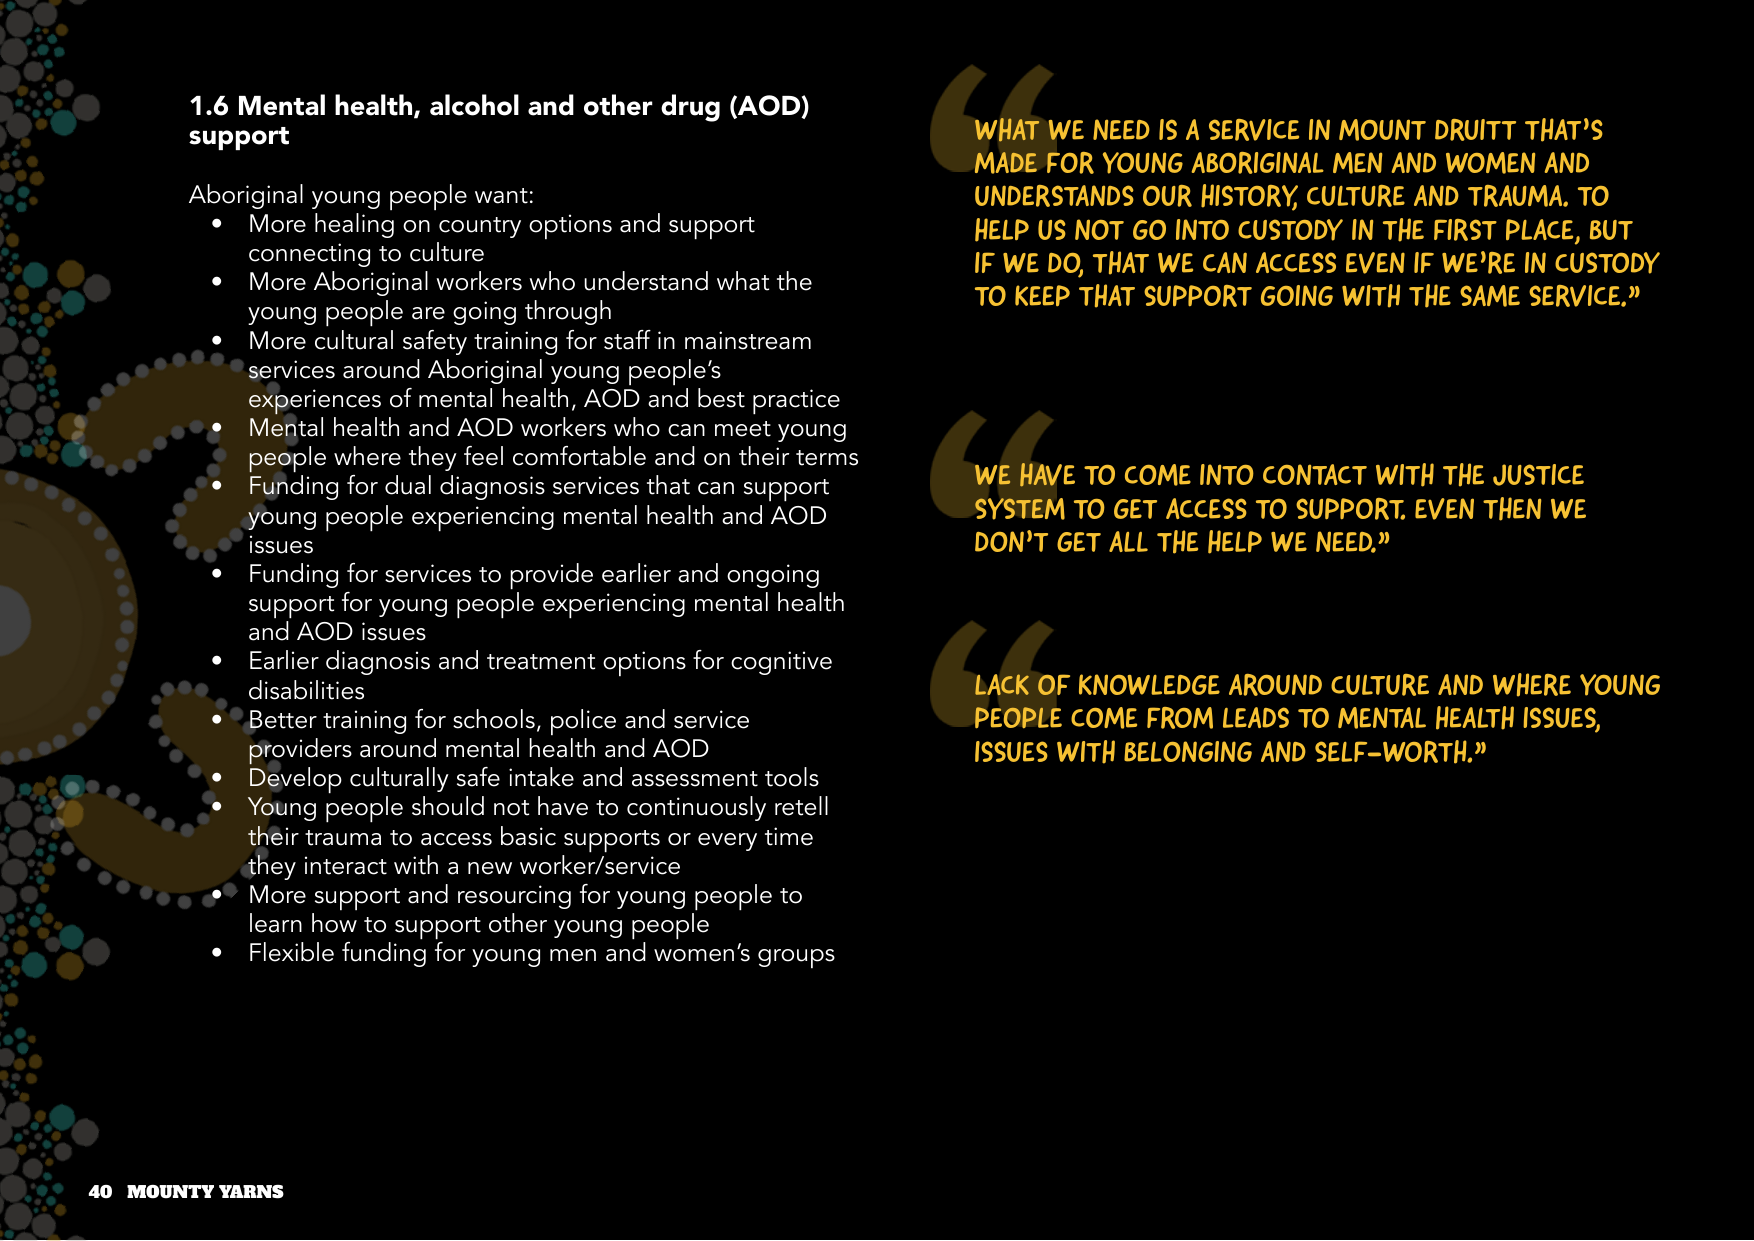 1.6 Mental health, alcohol and other drug (AOD)
support
Aboriginal young people want:
• More healing on country options and support
connecting to culture
• More Aboriginal workers who understand what the
young people are going through
• More cultural safety training for staff in mainstream
services around Aboriginal young people’s
experiences of mental health, AOD and best practice
• Mental health and AOD workers who can meet young
people where they feel comfortable and on their terms
• Funding for dual diagnosis services that can support
young people experiencing mental health and AOD
issues
• Funding for services to provide earlier and ongoing
support for young people experiencing mental health
and AOD issues
• Earlier diagnosis and treatment options for cognitive
disabilities
• Better training for schools, police and service
providers around mental health and AOD
• Develop culturally safe intake and assessment tools
• Young people should not have to continuously retell
their trauma to access basic supports or every time
they interact with a new worker/service
• More support and resourcing for young people to
learn how to support other young people
• Flexible funding for young men and women’s groups
“WHAT WE NEED IS A SERVICE IN MOUNT DRUITT THAT’S
MADE FOR YOUNG ABORIGINAL MEN AND WOMEN AND
UNDERSTANDS OUR HISTORY, CULTURE AND TRAUMA. TO
HELP US NOT GO INTO CUSTODY IN THE FIRST PLACE, BUT
IF WE DO, THAT WE CAN ACCESS EVEN IF WE’RE IN CUSTODY
TO KEEP THAT SUPPORT GOING WITH THE SAME SERVICE.”
“WE HAVE TO COME INTO CONTACT WITH THE JUSTICE
SYSTEM TO GET ACCESS TO SUPPORT. EVEN THEN WE
DON’T GET ALL THE HELP WE NEED.”
“LACK OF KNOWLEDGE AROUND CULTURE AND WHERE YOUNG
PEOPLE COME FROM LEADS TO MENTAL HEALTH ISSUES,
ISSUES WITH BELONGING AND SELF-WORTH.”
40 MOUNTY YARNS